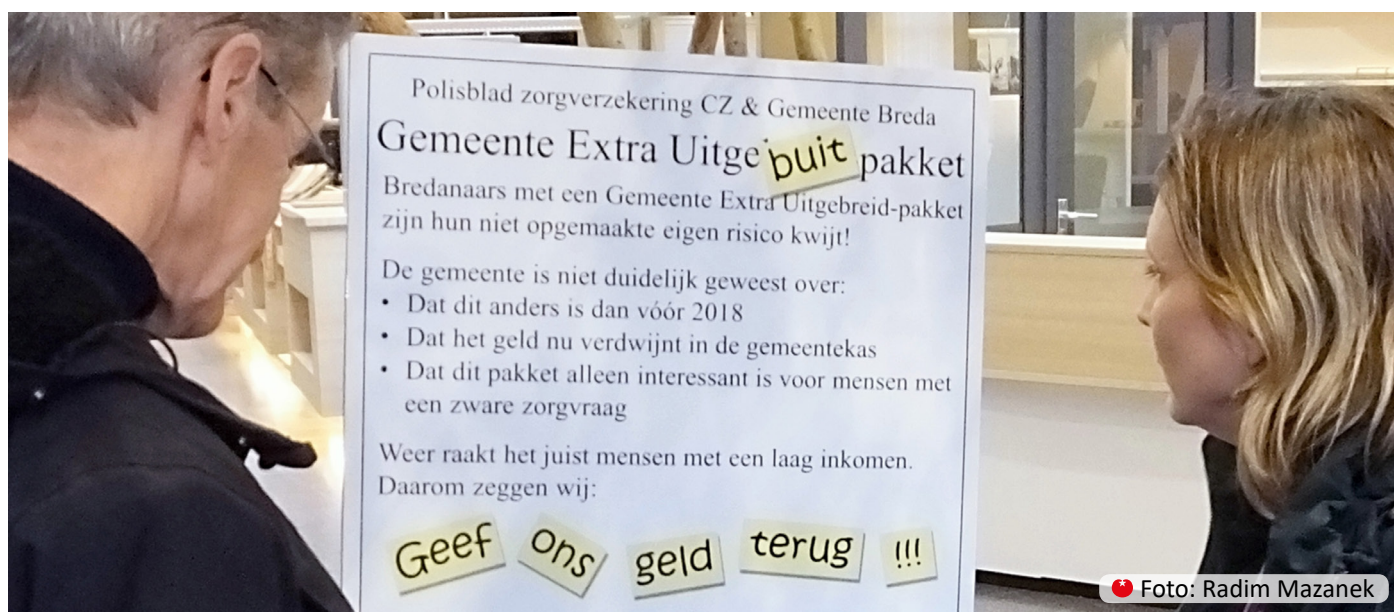 Polisblad zorgverzekering CZ & Gemeente Breda
Gemeente Extra Uitge buit pakket
Bredanaars met een Gemeente Extra Uitgebreid-pakket
zijn hun niet opgemaakte eigen risico kwijt!
De gemeente is niet duidelijk geweest over:
• Dat dit anders is dan vóór 2018
• Dat het geld nu verdwijnt in de gemeentekas
• Dat dit pakket alleen interessant is voor mensen met
een zware zorgvraag
Weer raakt het juist mensen met een laag inkomen.
Daarom zeggen wij:
Geef ons geld terug !!!
Foto: Radim Mazanek